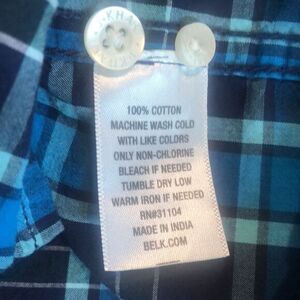 KHA
100% COTTON
MACHINE WASH COLD
WITH LIKE COLORS
ONLY NON-CHLORINE
BLEACH IF NEEDED
TUMBLE DRY LOW
WARM IRON IF NEEDED
RN#31104
MADE IN INDIA
BELK.COM